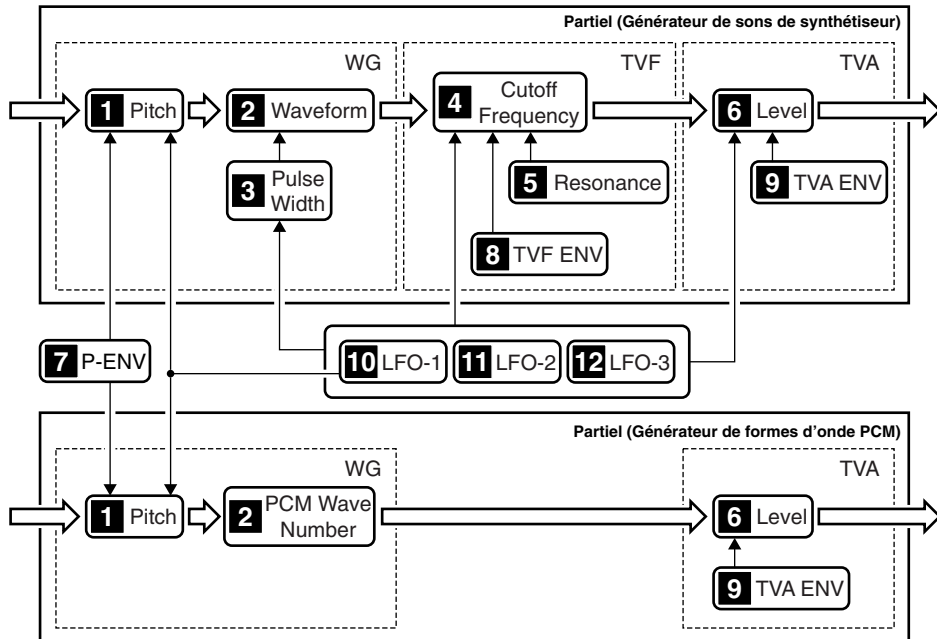 Partiel (Générateur de sons de synthétiseur)
WG
TVF
TVA
1 Pitch
2 Waveform
4 Cutoff
Frequency
6 Level
3 Pulse
Width
5 Resonance
9 TVA ENV
8 TVF ENV
7 P-ENV
10 LFO-1
11 LFO-2
12 LFO-3
Partiel (Générateur de formes d'onde PCM)
WG
TVA
1 Pitch
2 PCM Wave
Number
6 Level
9 TVA ENV